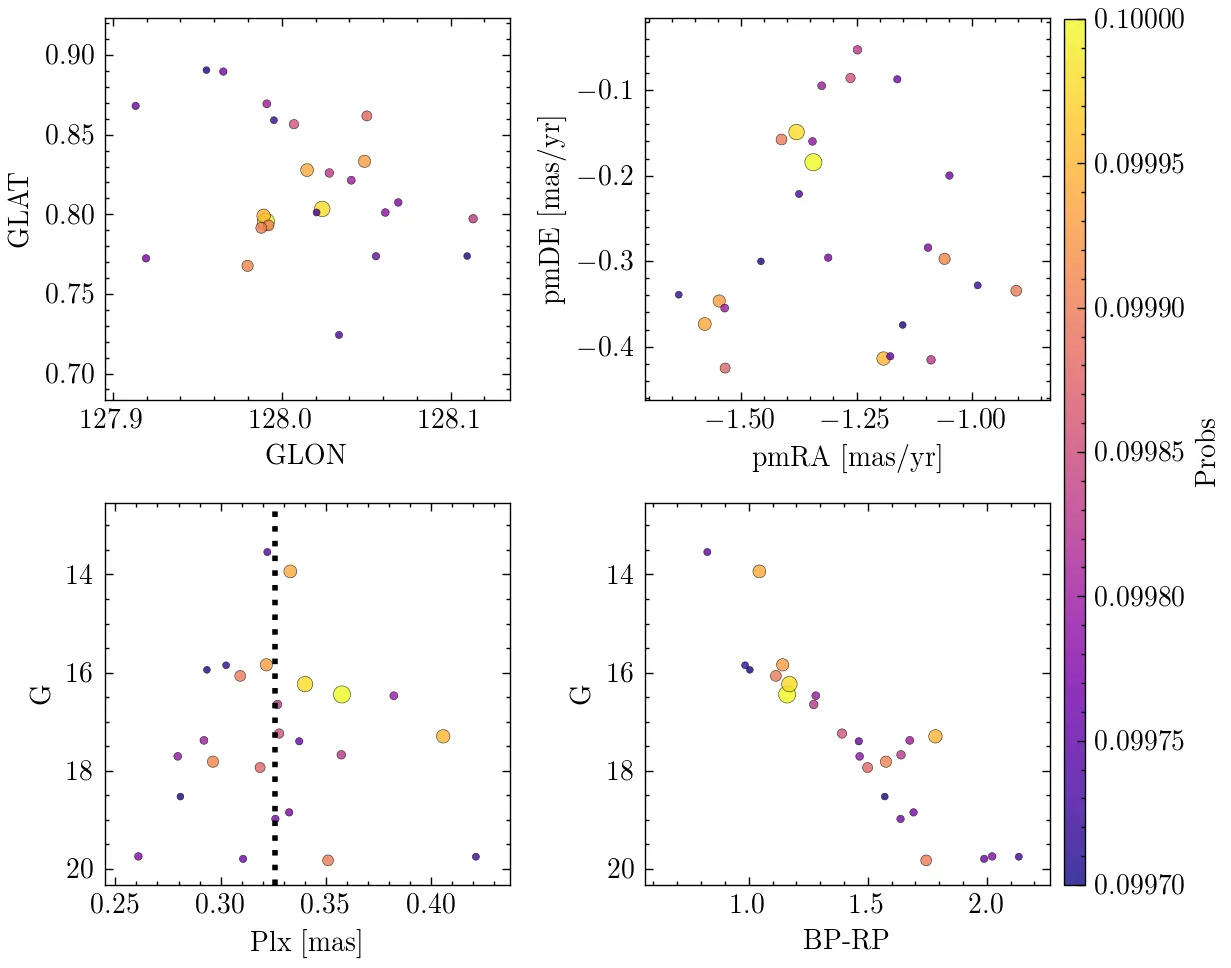 0.90
0.85
0.80
0.75
0.70
GLAT
127.9 128.0 128.1
GLON
−0.1
−0.2
−0.3
−0.4
pmDE [mas/yr]
−1.50 −1.25 −1.00
pmRA [mas/yr]
14
16
18
20
G
0.25 0.30 0.35 0.40
Plx [mas]
14
16
18
20
G
1.0 1.5 2.0
BP-RP
0.10000
0.09995
0.09990
0.09985
0.09980
0.09975
0.09970
Probs